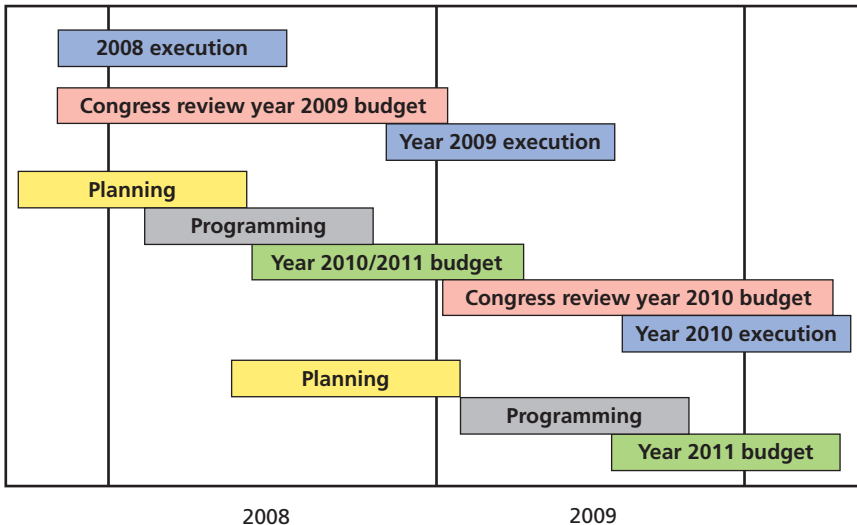 2008 execution
Congress review year 2009 budget
Year 2009 execution
Planning
Programming
Year 2010/2011 budget
Congress review year 2010 budget
Year 2010 execution
Planning
Programming
Year 2011 budget
2008
2009